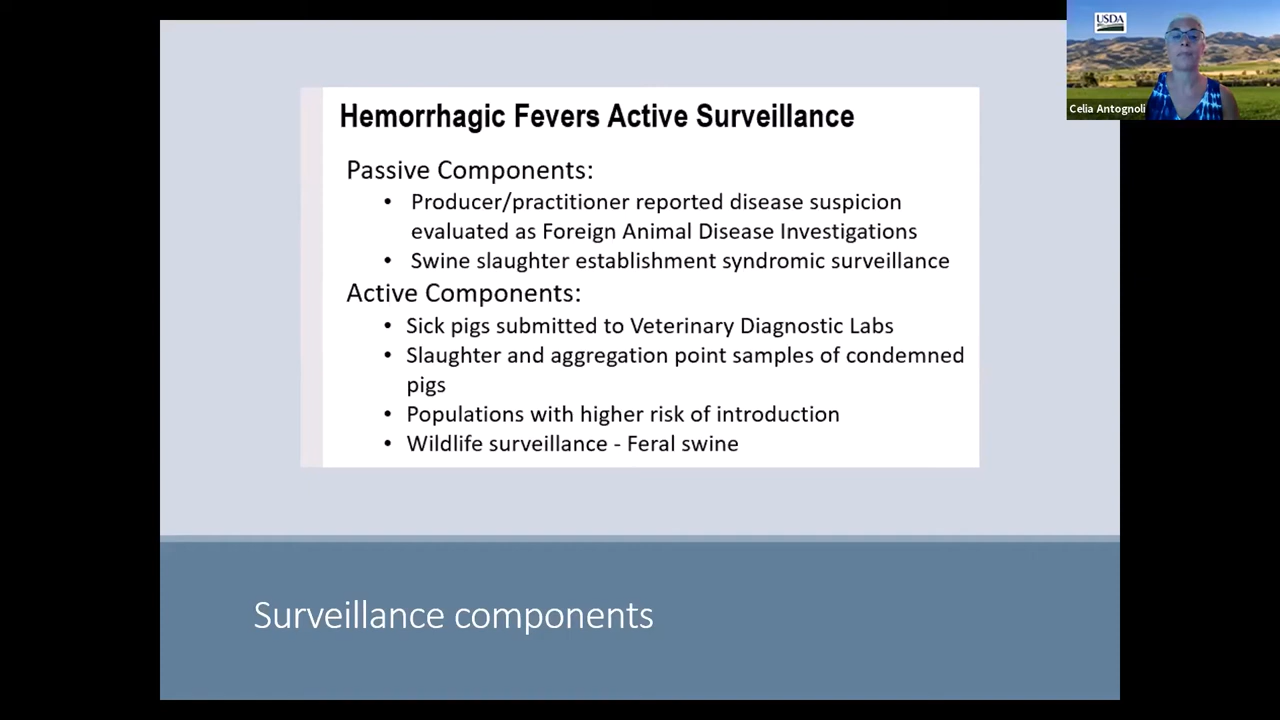 USDA
Celia Antognoli
Hemorrhagic Fevers Active Surveillance
Passive Components:
• Producer/practitioner reported disease suspicion
evaluated as Foreign Animal Disease Investigations
• Swine slaughter establishment syndromic surveillance
Active Components:
• Sick pigs submitted to Veterinary Diagnostic Labs
• Slaughter and aggregation point samples of condemned
pigs
• Populations with higher risk of introduction
• Wildlife surveillance - Feral swine
Surveillance components